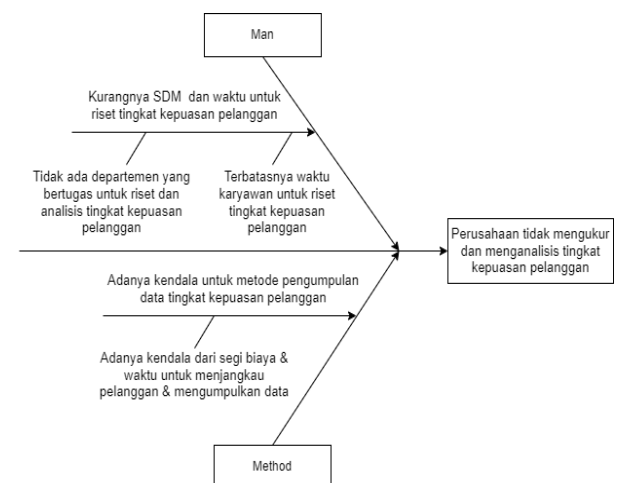 Man
Kurangnya SDM dan waktu untuk
riset tingkat kepuasan pelanggan
Tidak ada departemen yang
bertugas untuk riset dan
analisis tingkat kepuasan
pelanggan
Terbatasnya waktu
karyawan untuk riset
tingkat kepuasan
pelanggan
Perusahaan tidak mengukur
dan menganalisis tingkat
kepuasan pelanggan
Adanya kendala untuk metode pengumpulan
data tingkat kepuasan pelanggan
Adanya kendala dari segi biaya &
waktu untuk menjangkau
pelanggan & mengumpulkan data
Method